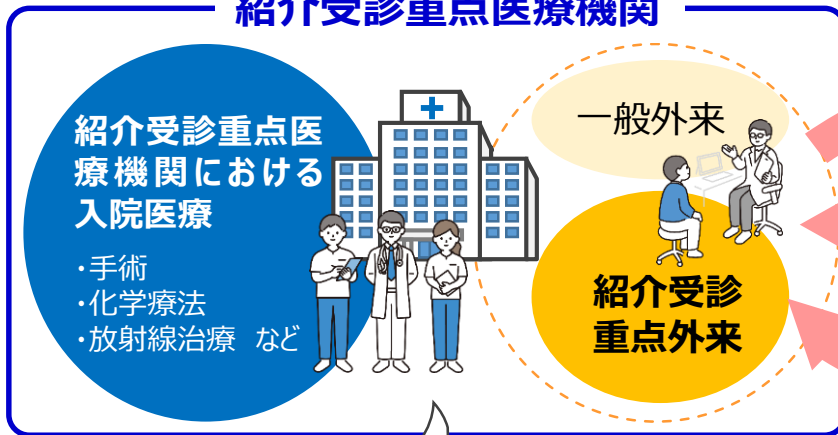 紹介受診重点医療機関
紹介受診重点医
療機関における
入院医療
・手術
・化学療法
・放射線治療 など
一般外来
紹介受診
重点外来